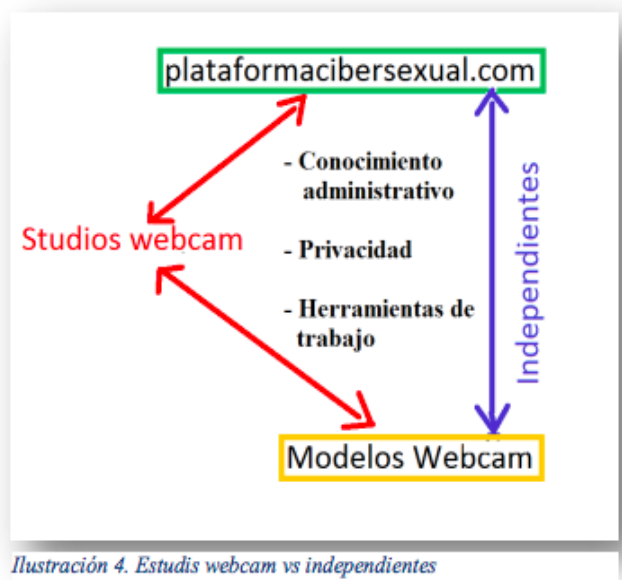 plataformacibersexual.com
- Conocimiento
administrativo
Studios webcam
- Privacidad
- Herramientas de
trabajo
Independientes
Modelos Webcam
Ilustración 4. Estudis webcam vs independientes